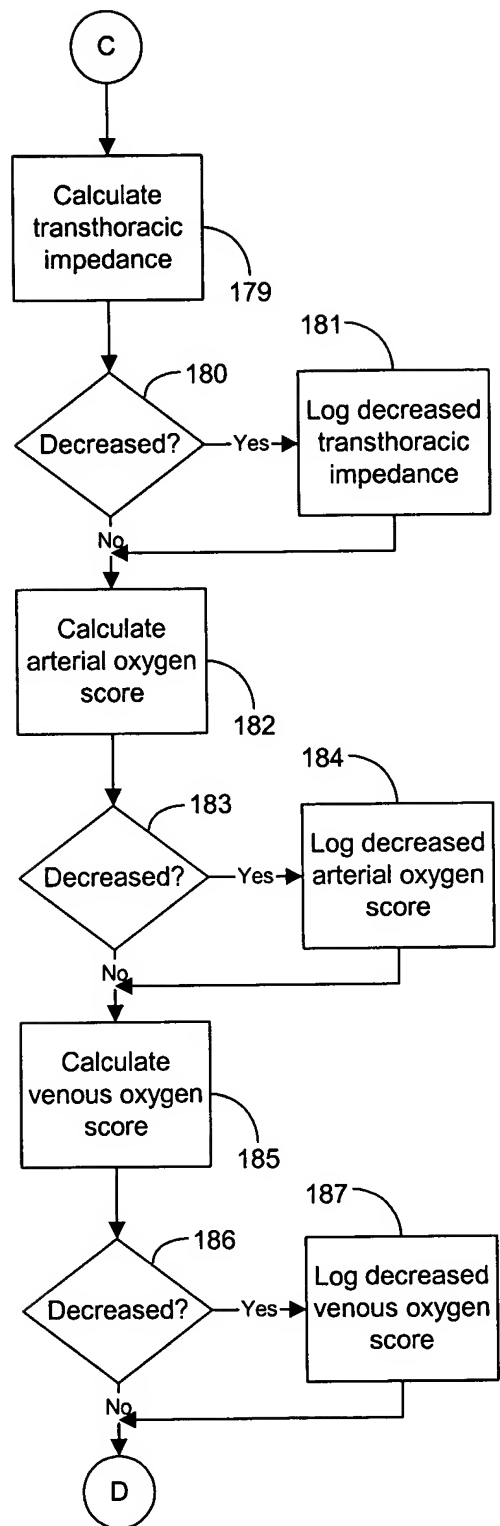 C
Calculate
transthoracic
impedance
179
181
180
Decreased?
Yes
Log decreased
transthoracic
impedance
No
Calculate
arterial oxygen
score
182
184
183
Decreased?
Yes
Log decreased
arterial oxygen
score
No
Calculate
venous oxygen
score
185
187
186
Decreased?
Yes
Log decreased
venous oxygen
score
No
D